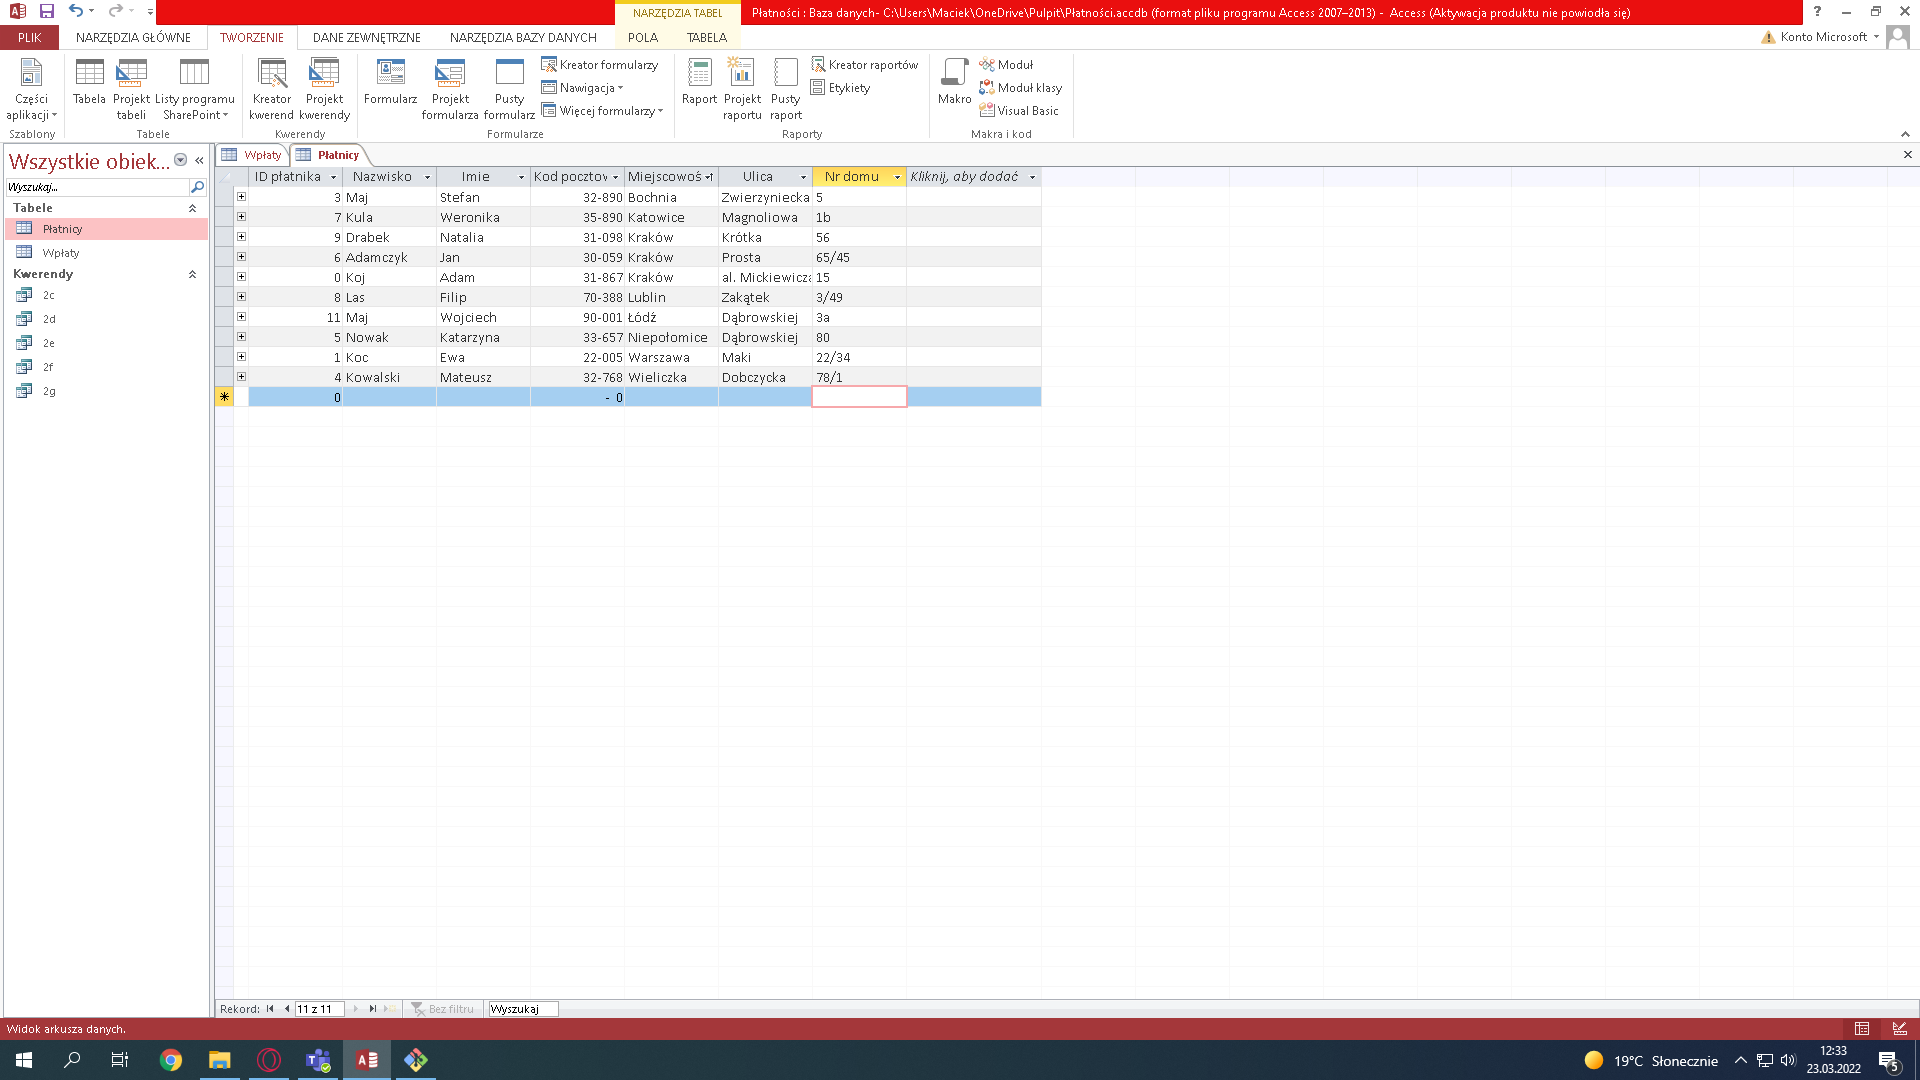 NARZĘDZIA TABEL
Płatności : Baza danych- C:\Users\Maciek\OneDrive\Pulpit\Płatności.accdb (format pliku programu Access 2007–2013) - Access (Aktywacja produktu nie powiodła się)
?
PLIK NARZĘDZIA GŁÓWNE TWORZENIE DANE ZEWNĘTRZNE NARZĘDZIA BAZY DANYCH POLA TABELA Konto Microsoft
Części aplikacji
Szablony
Tabela
Projekt tabeli
Listy programu SharePoint
Tabele
Kreator kwerend
Projekt kwerendy
Kwerendy
Formularz
Projekt formularza
Pusty formularz
Kreator formularzy
Nawigacja
Więcej formularzy
Formularze
Raport
Projekt raportu
Pusty raport
Kreator raportów
Etykiety
Raporty
Makro
Moduł
Moduł klasy
Visual Basic
Makra i kod
Wszystkie obiek... «
Wyszukaj...
Tabele
Płatnicy
Wpłaty
Kwerendy
2c
2d
2e
2f
2g
Wpłaty Płatnicy
ID płatnika Nazwisko Imie Kod pocztov Miejscowoś Ulica Nr domu Kliknij, aby dodać
3 Maj Stefan 32-890 Bochnia Zwierzyniecka 5
7 Kula Weronika 35-890 Katowice Magnoliowa 1b
9 Drabek Natalia 31-098 Kraków Krótka 56
6 Adamczyk Jan 30-059 Kraków Prosta 65/45
0 Koj Adam 31-867 Kraków al. Mickiewicza 15
8 Las Filip 70-388 Lublin Zakątek 3/49
11 Maj Wojciech 90-001 Łódź Dąbrowskiej 3a
5 Nowak Katarzyna 33-657 Niepołomice Dąbrowskiej 80
1 Koc Ewa 22-005 Warszawa Maki 22/34
4 Kowalski Mateusz 32-768 Wieliczka Dobczycka 78/1
0 - 0
Rekord: 11 z 11 Bez filtru Wyszukaj
Widok arkusza danych.
19°C Słonecznie
12:33
23.03.2022
5